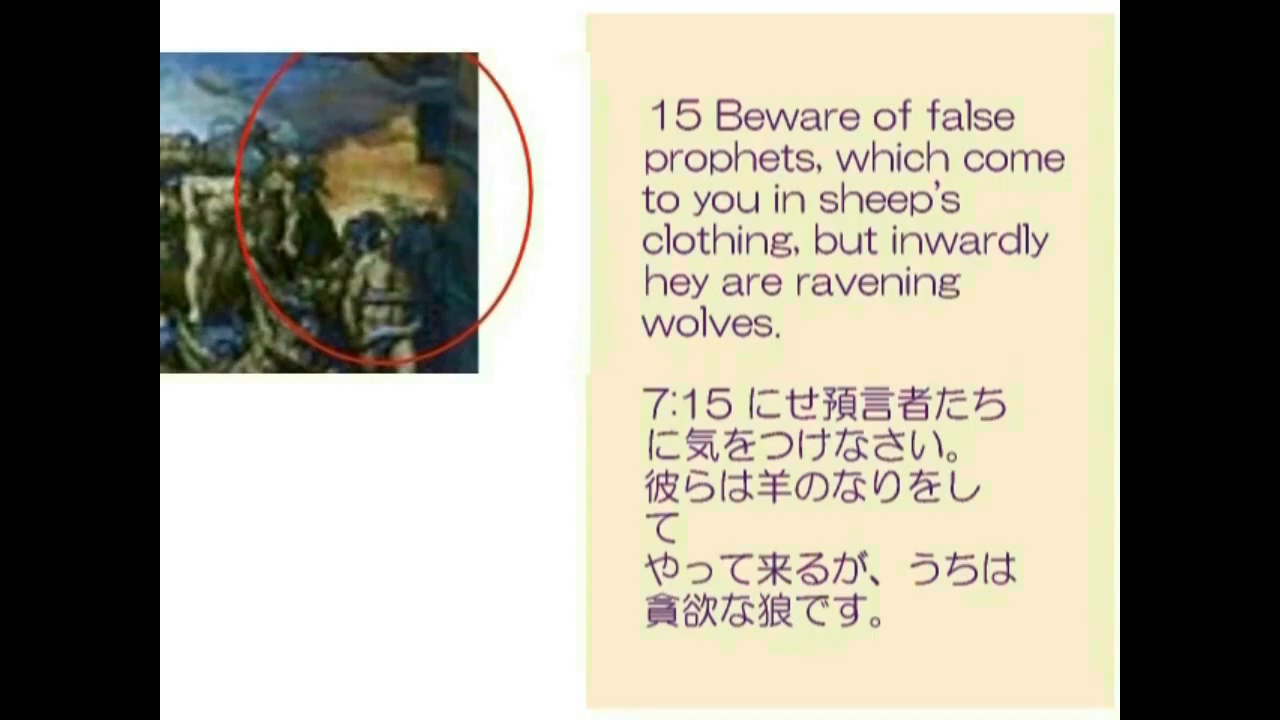 15 Beware of false
prophets, which come
to you in sheep's
clothing, but inwardly
hey are ravening
wolves.
7:15 にせ預言者たち
に気をつけなさい。
彼らは羊のなりをし
て
やって来るが、うちは
貪欲な狼です。